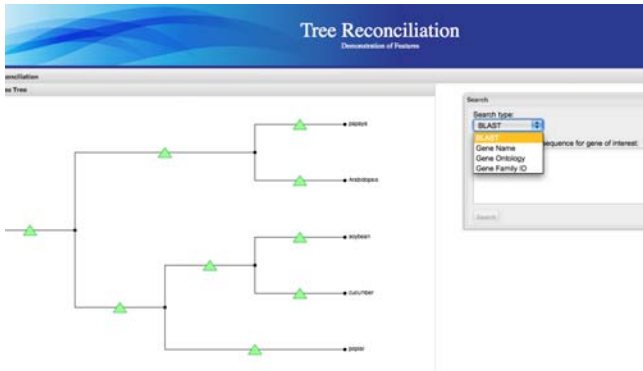 Tree Reconciliation
Demonstration of Features
onciliation
Tree
papaya
Arabidopsis
soybean
cucumber
poplar
Search
Search type:
BLAST
BLAST
Gene Name
Gene Ontology
Gene Family ID
equence for gene of interest:
Search